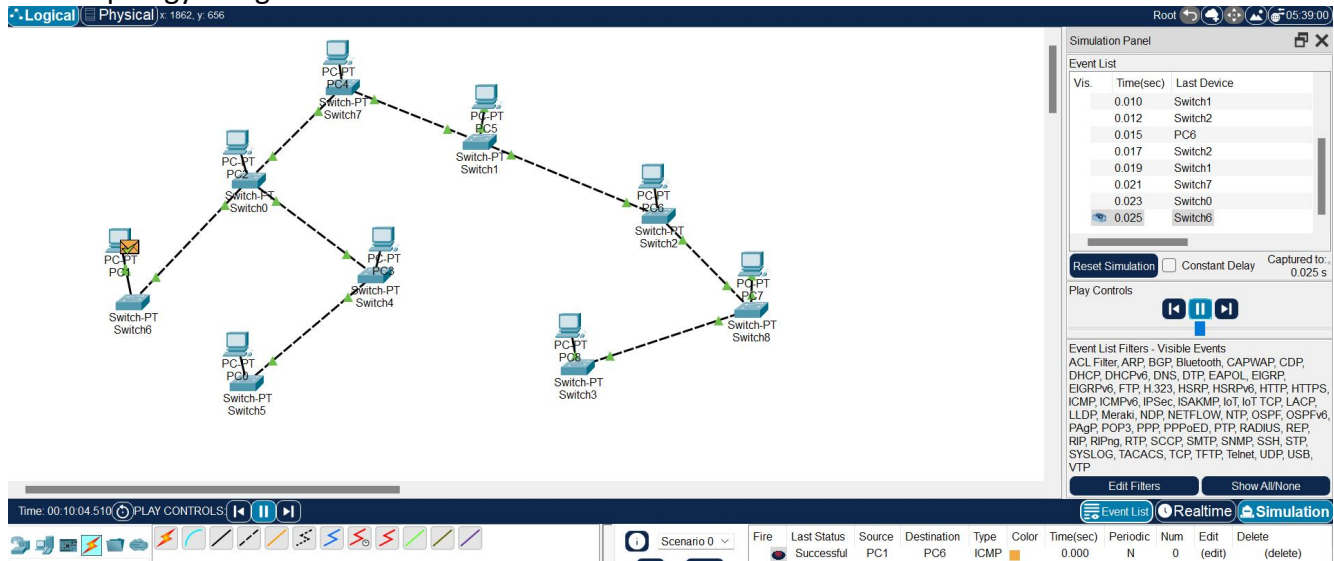 Logical Physical x: 1862, y: 656 Root 05:39:00
PC-PT
PC4
Switch-PT
Switch7
PC-PT
PC5
Switch-PT
Switch1
PC-PT
PC2
Switch-PT
Switch0
PC-PT
PC6
Switch-PT
Switch2
PC-PT
PC1
Switch-PT
Switch6
PC-PT
PC3
Switch-PT
Switch4
PC-PT
PC7
Switch-PT
Switch8
PC-PT
PC0
Switch-PT
Switch5
PC-PT
PC8
Switch-PT
Switch3
Simulation Panel
Event List
Vis. Time(sec) Last Device
0.010 Switch1
0.012 Switch2
0.015 PC6
0.017 Switch2
0.019 Switch1
0.021 Switch7
0.023 Switch0
0.025 Switch6
Reset Simulation Constant Delay Captured to:
0.025 s
Play Controls
Event List Filters - Visible Events
ACL Filter, ARP, BGP, Bluetooth, CAPWAP, CDP,
DHCP, DHCPv6, DNS, DTP, EAPOL, EIGRP,
EIGRPv6, FTP, H.323, HSRP, HSRPv6, HTTP, HTTPS,
ICMP, ICMPv6, IPSec, ISAKMP, IoT, IoT TCP, LACP,
LLDP, Meraki, NDP, NETFLOW, NTP, OSPF, OSPFv6,
PAgP, POP3, PPP, PPPoED, PTP, RADIUS, REP,
RIP, RIPng, RTP, SCCP, SMTP, SNMP, SSH, STP,
SYSLOG, TACACS, TCP, TFTP, Telnet, UDP, USB,
VTP
Edit Filters Show All/None
Time: 00:10:04.510 PLAY CONTROLS: Event List Realtime Simulation
Scenario 0 Fire Last Status Source Destination Type Color Time(sec) Periodic Num Edit Delete
Successful PC1 PC6 ICMP 0.000 N 0 (edit) (delete)